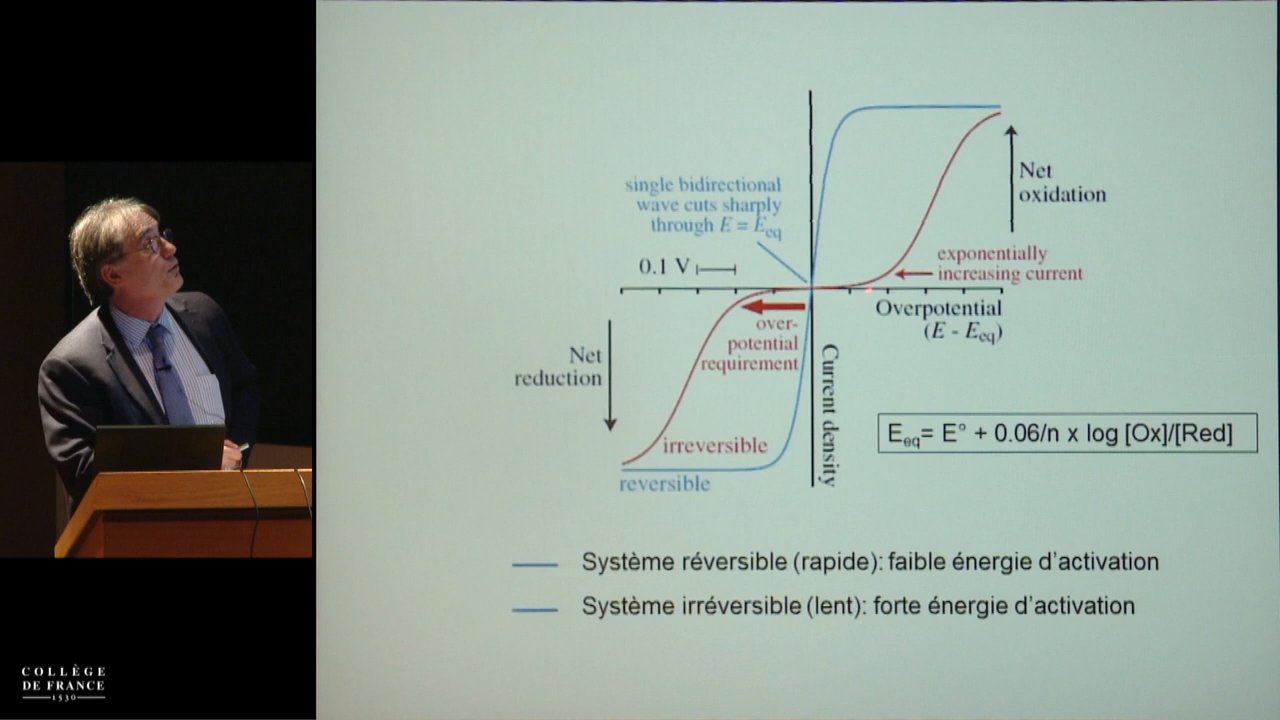 single bidirectional
wave cuts sharply
through E = Eeq
0.1 V
Net
oxidation
exponentially
increasing current
Overpotential
(E - Eeq)
over-
potential
requirement
Net
reduction
Current density
irreversible
reversible
Eeq= E° + 0.06/n x log [Ox]/[Red]
Système réversible (rapide): faible énergie d'activation
Système irréversible (lent): forte énergie d'activation
COLLÈGE
DE FRANCE
1530